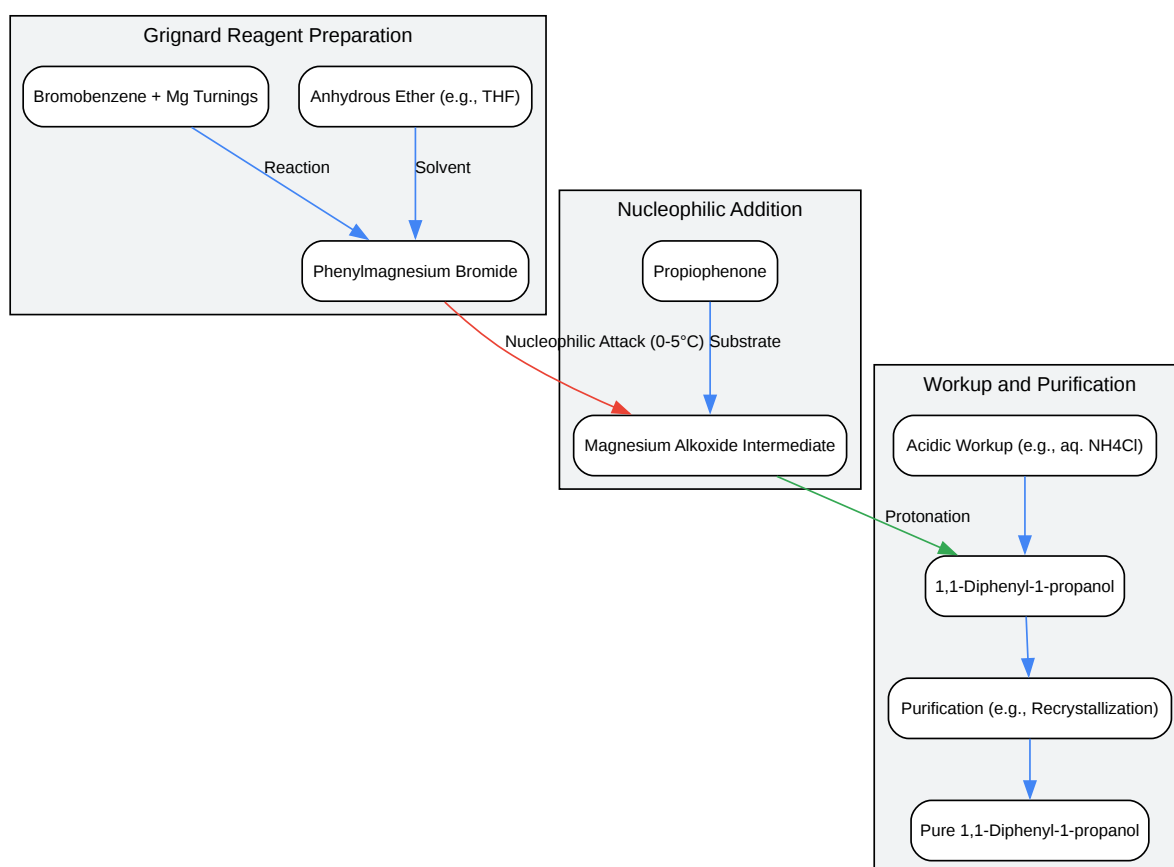 Grignard Reagent Preparation
Bromobenzene + Mg Turnings
Anhydrous Ether (e.g., THF)
Reaction
Solvent
Phenylmagnesium Bromide
Nucleophilic Addition
Propiophenone
Nucleophilic Attack (0-5°C)
Substrate
Magnesium Alkoxide Intermediate
Workup and Purification
Acidic Workup (e.g., aq. NH4Cl)
Protonation
1,1-Diphenyl-1-propanol
Purification (e.g., Recrystallization)
Pure 1,1-Diphenyl-1-propanol